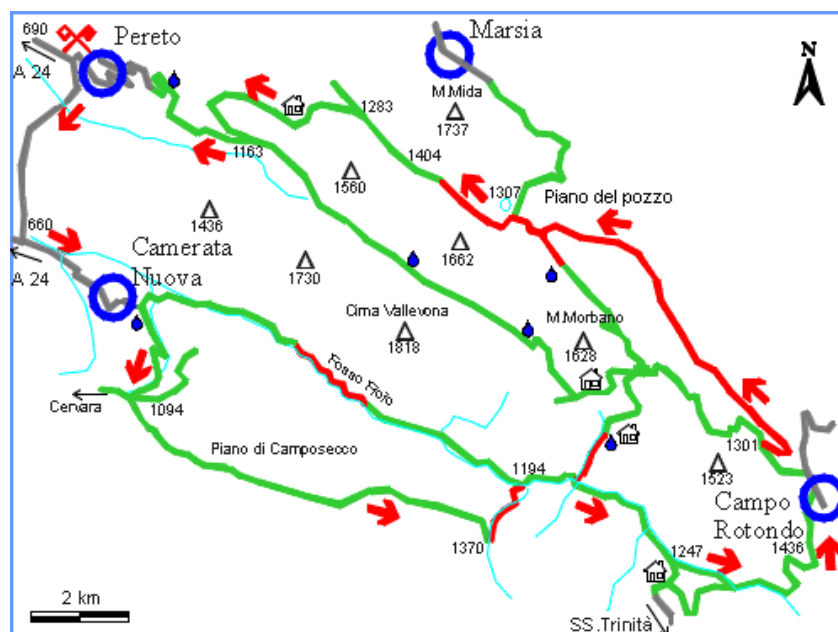 690
Pereto
Marsia
N
A 24
M.Mida
1737
1283
1163
1404
1560
1307
Piano del pozzo
1436
660
Camerata
Nuova
A 24
1730
1662
Cima Vallevona
1818
M.Morbano
1628
Fosso Fioio
Cervara
1094
Piano di Camposecco
1194
1301
1523
Campo
Rotondo
1370
1247
1436
2 km
SS.Trinità